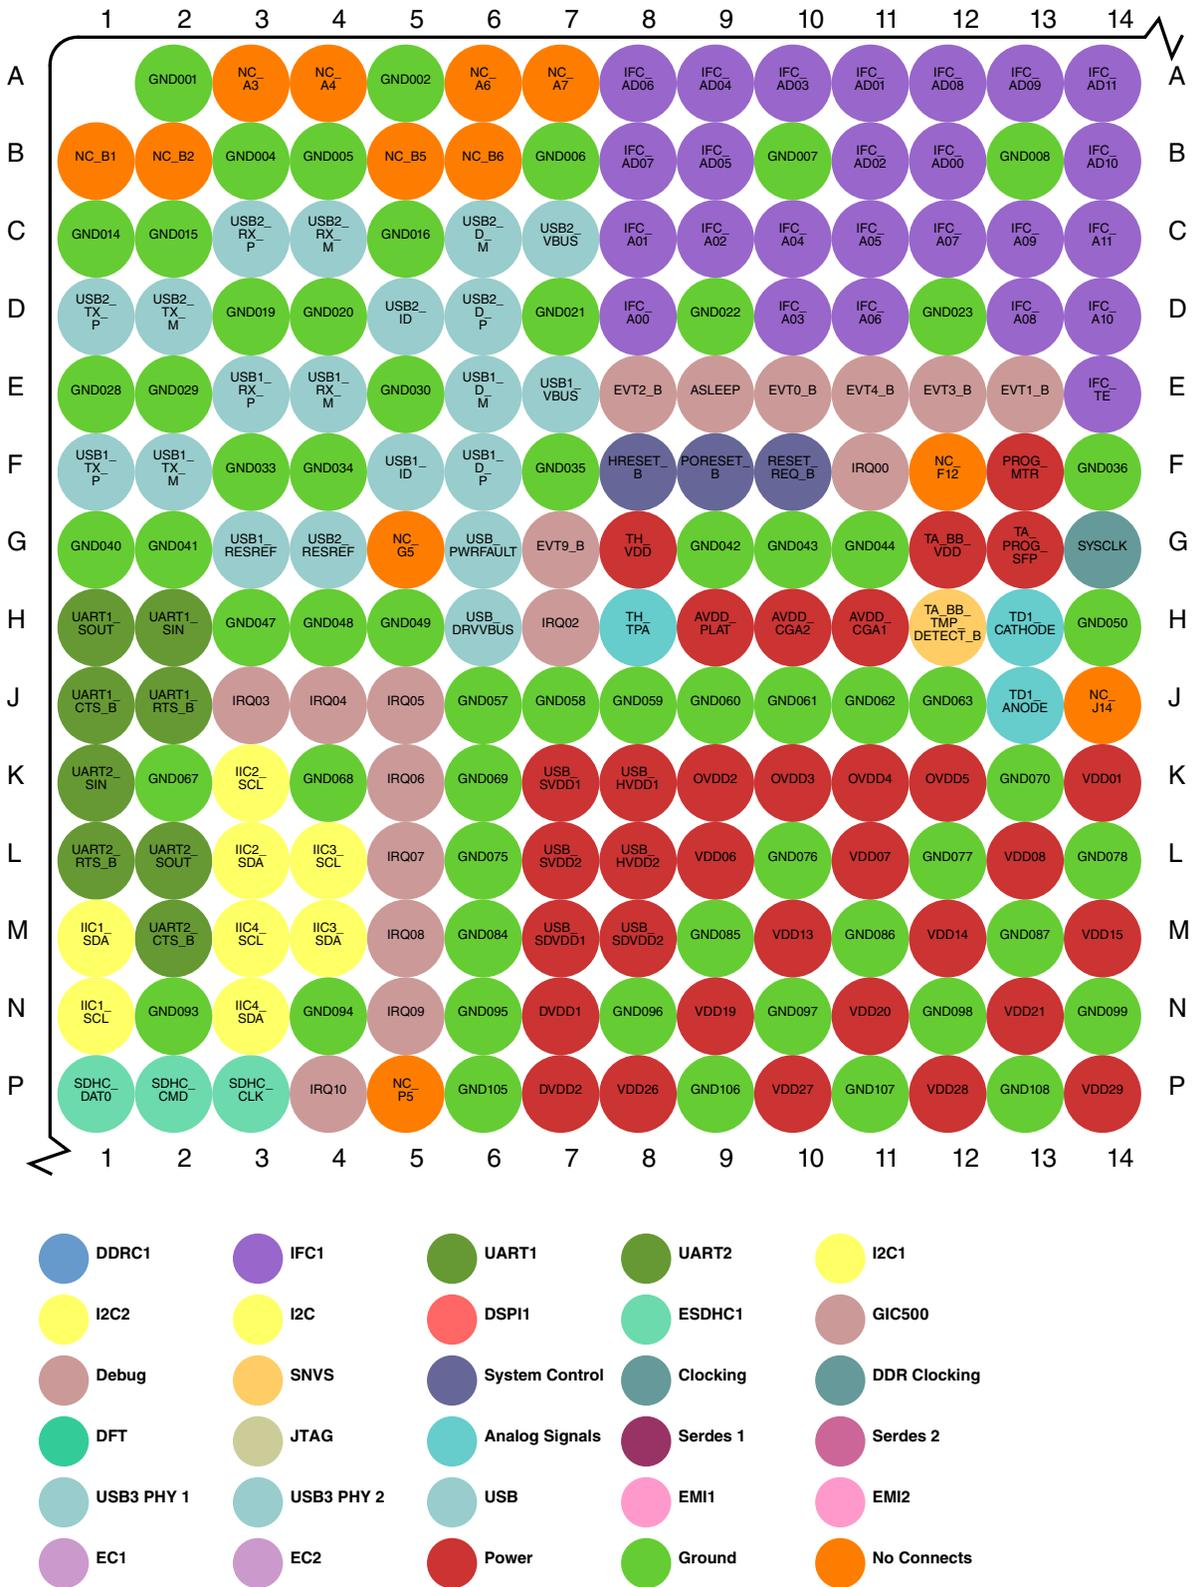 1 2 3 4 5 6 7 8 9 10 11 12 13 14
A GND001 NC_A3 NC_A4 GND002 NC_A6 NC_A7 IFC_AD06 IFC_AD04 IFC_AD03 IFC_AD01 IFC_AD08 IFC_AD09 IFC_AD11 A
B NC_B1 NC_B2 GND004 GND005 NC_B5 NC_B6 GND006 IFC_AD07 IFC_AD05 GND007 IFC_AD02 IFC_AD00 GND008 IFC_AD10 B
C GND014 GND015 USB2_RX_P USB2_RX_M GND016 USB2_D_M USB2_VBUS IFC_A01 IFC_A02 IFC_A04 IFC_A05 IFC_A07 IFC_A09 IFC_A11 C
D USB2_TX_P USB2_TX_M GND019 GND020 USB2_ID USB2_D_P GND021 IFC_A00 GND022 IFC_A03 IFC_A06 GND023 IFC_A08 IFC_A10 D
E GND028 GND029 USB1_RX_P USB1_RX_M GND030 USB1_D_M USB1_VBUS EVT2_B ASLEEP EVT0_B EVT4_B EVT3_B EVT1_B IFC_TE E
F USB1_TX_P USB1_TX_M GND033 GND034 USB1_ID USB1_D_P GND035 HRESET_B PORESET_B RESET_REQ_B IRQ00 NC_F12 PROG_MTR GND036 F
G GND040 GND041 USB1_RESREF USB2_RESREF NC_G5 USB_PWRFAULT EVT9_B TH_VDD GND042 GND043 GND044 TA_BB_VDD TA_PROG_SFP SYSCLK G
H UART1_SOUT UART1_SIN GND047 GND048 GND049 USB_DRVVBUS IRQ02 TH_TPA AVDD_PLAT AVDD_CGA2 AVDD_CGA1 TA_BB_TMP_DETECT_B TD1_CATHODE GND050 H
J UART1_CTS_B UART1_RTS_B IRQ03 IRQ04 IRQ05 GND057 GND058 GND059 GND060 GND061 GND062 GND063 TD1_ANODE NC_J14 J
K UART2_SIN GND067 IIC2_SCL GND068 IRQ06 GND069 USB_SVDD1 USB_HVDD1 OVDD2 OVDD3 OVDD4 OVDD5 GND070 VDD01 K
L UART2_RTS_B UART2_SOUT IIC2_SDA IIC3_SCL IRQ07 GND075 USB_SVDD2 USB_HVDD2 VDD06 GND076 VDD07 GND077 VDD08 GND078 L
M IIC1_SDA UART2_CTS_B IIC4_SCL IIC3_SDA IRQ08 GND084 USB_SDVDD1 USB_SDVDD2 GND085 VDD13 GND086 VDD14 GND087 VDD15 M
N IIC1_SCL GND093 IIC4_SDA GND094 IRQ09 GND095 DVDD1 GND096 VDD19 GND097 VDD20 GND098 VDD21 GND099 N
P SDHC_DAT0 SDHC_CMD SDHC_CLK IRQ10 NC_P5 GND105 DVDD2 VDD26 GND106 VDD27 GND107 VDD28 GND108 VDD29 P
1 2 3 4 5 6 7 8 9 10 11 12 13 14
DDRC1 IFC1 UART1 UART2 I2C1
I2C2 I2C DSPI1 ESDHC1 GIC500
Debug SNVS System Control Clocking DDR Clocking
DFT JTAG Analog Signals Serdes 1 Serdes 2
USB3 PHY 1 USB3 PHY 2 USB EMI1 EMI2
EC1 EC2 Power Ground No Connects